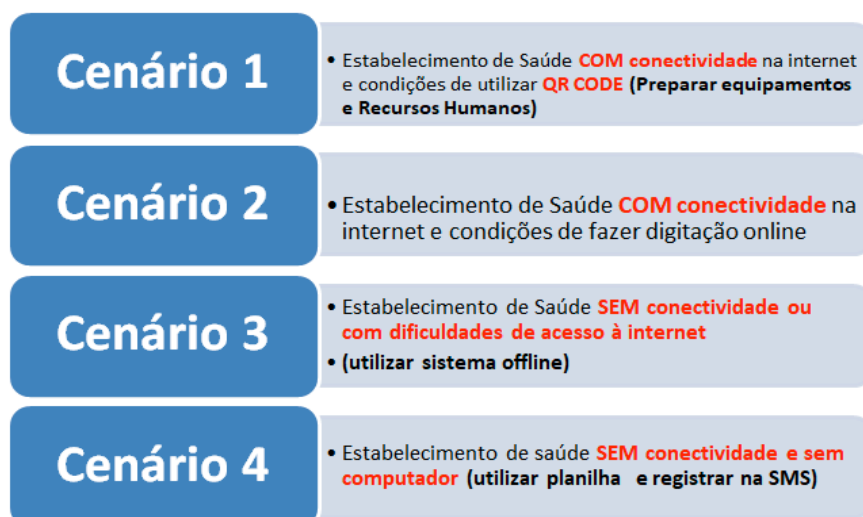 Cenário 1
• Estabelecimento de Saúde COM conectividade na internet
e condições de utilizar QR CODE (Preparar equipamentos
e Recursos Humanos)
Cenário 2
• Estabelecimento de Saúde COM conectividade na
internet e condições de fazer digitação online
Cenário 3
• Estabelecimento de Saúde SEM conectividade ou
com dificuldades de acesso à internet
• (utilizar sistema offline)
Cenário 4
• Estabelecimento de saúde SEM conectividade e sem
computador (utilizar planilha e registrar na SMS)